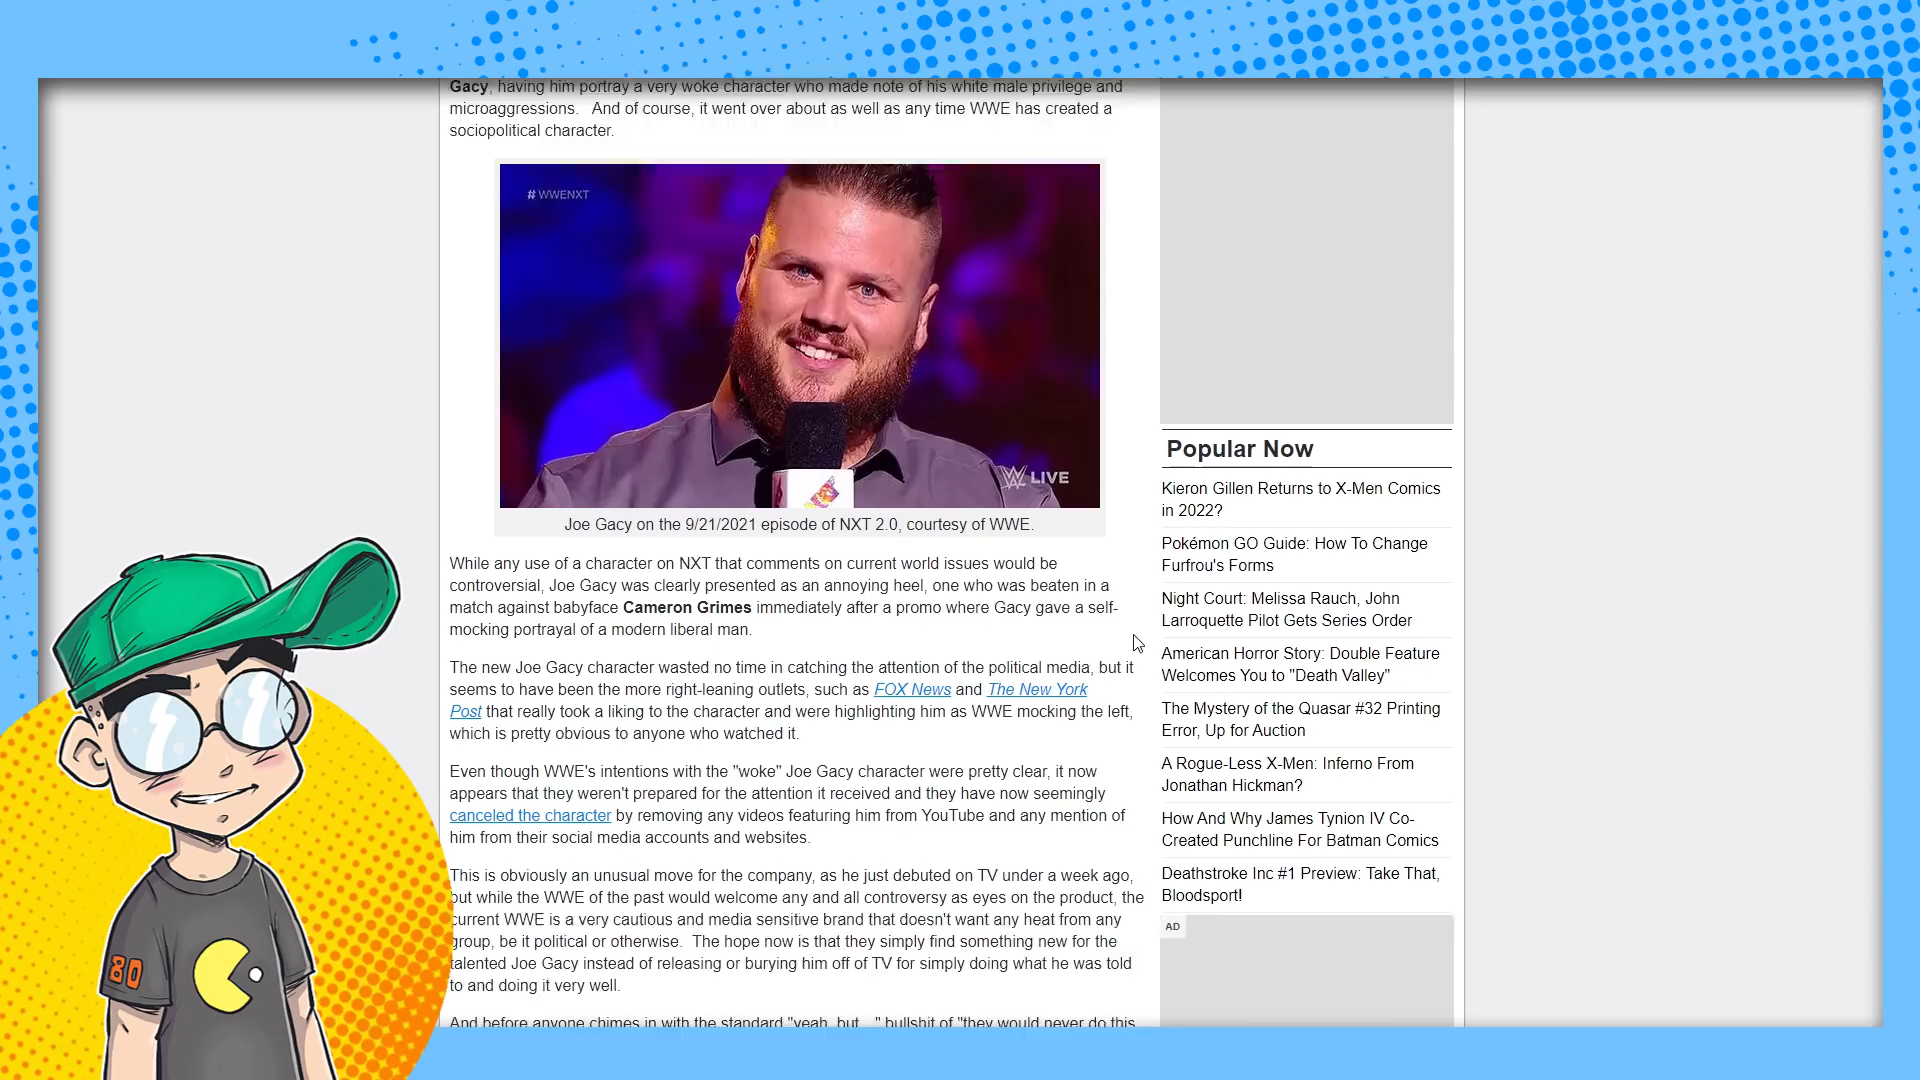 Gacy, having him portray a very woke character who made note of his white male privilege and
microaggressions. And of course, it went over about as well as any time WWE has created a
sociopolitical character.
#WWENXT
LIVE
Joe Gacy on the 9/21/2021 episode of NXT 2.0, courtesy of WWE.
While any use of a character on NXT that comments on current world issues would be
controversial, Joe Gacy was clearly presented as an annoying heel, one who was beaten in a
match against babyface Cameron Grimes immediately after a promo where Gacy gave a self-
mocking portrayal of a modern liberal man.
The new Joe Gacy character wasted no time in catching the attention of the political media, but it
seems to have been the more right-leaning outlets, such as FOX News and The New York
Post that really took a liking to the character and were highlighting him as WWE mocking the left,
which is pretty obvious to anyone who watched it.
Even though WWE's intentions with the "woke" Joe Gacy character were pretty clear, it now
appears that they weren't prepared for the attention it received and they have now seemingly
canceled the character by removing any videos featuring him from YouTube and any mention of
him from their social media accounts and websites.
This is obviously an unusual move for the company, as he just debuted on TV under a week ago,
but while the WWE of the past would welcome any and all controversy as eyes on the product, the
current WWE is a very cautious and media sensitive brand that doesn't want any heat from any
group, be it political or otherwise. The hope now is that they simply find something new for the
talented Joe Gacy instead of releasing or burying him off of TV for simply doing what he was told
to and doing it very well.
And before anyone chimes in with the standard "yeah, but..." bullshit of "they would never do this
Popular Now
Kieron Gillen Returns to X-Men Comics
in 2022?
Pokémon GO Guide: How To Change
Furfrou's Forms
Night Court: Melissa Rauch, John
Larroquette Pilot Gets Series Order
American Horror Story: Double Feature
Welcomes You to "Death Valley"
The Mystery of the Quasar #32 Printing
Error, Up for Auction
A Rogue-Less X-Men: Inferno From
Jonathan Hickman?
How And Why James Tynion IV Co-
Created Punchline For Batman Comics
Deathstroke Inc #1 Preview: Take That,
Bloodsport!
AD
80